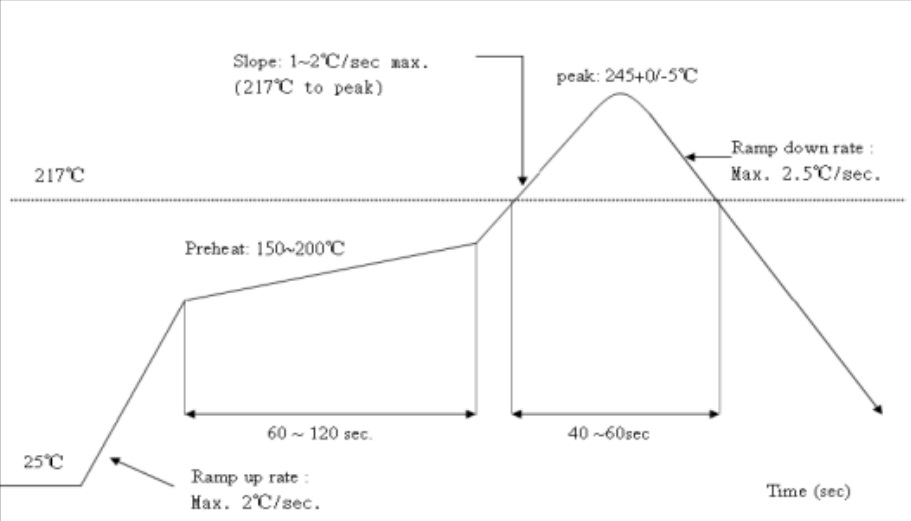 Slope: 1~2℃/sec max.
(217℃ to peak)
peak: 245+0/-5℃
Ramp down rate :
Max. 2.5℃/sec.
217℃
Preheat: 150~200℃
60 ~ 120 sec.
40 ~60sec
25℃
Ramp up rate :
Max. 2℃/sec.
Time (sec)